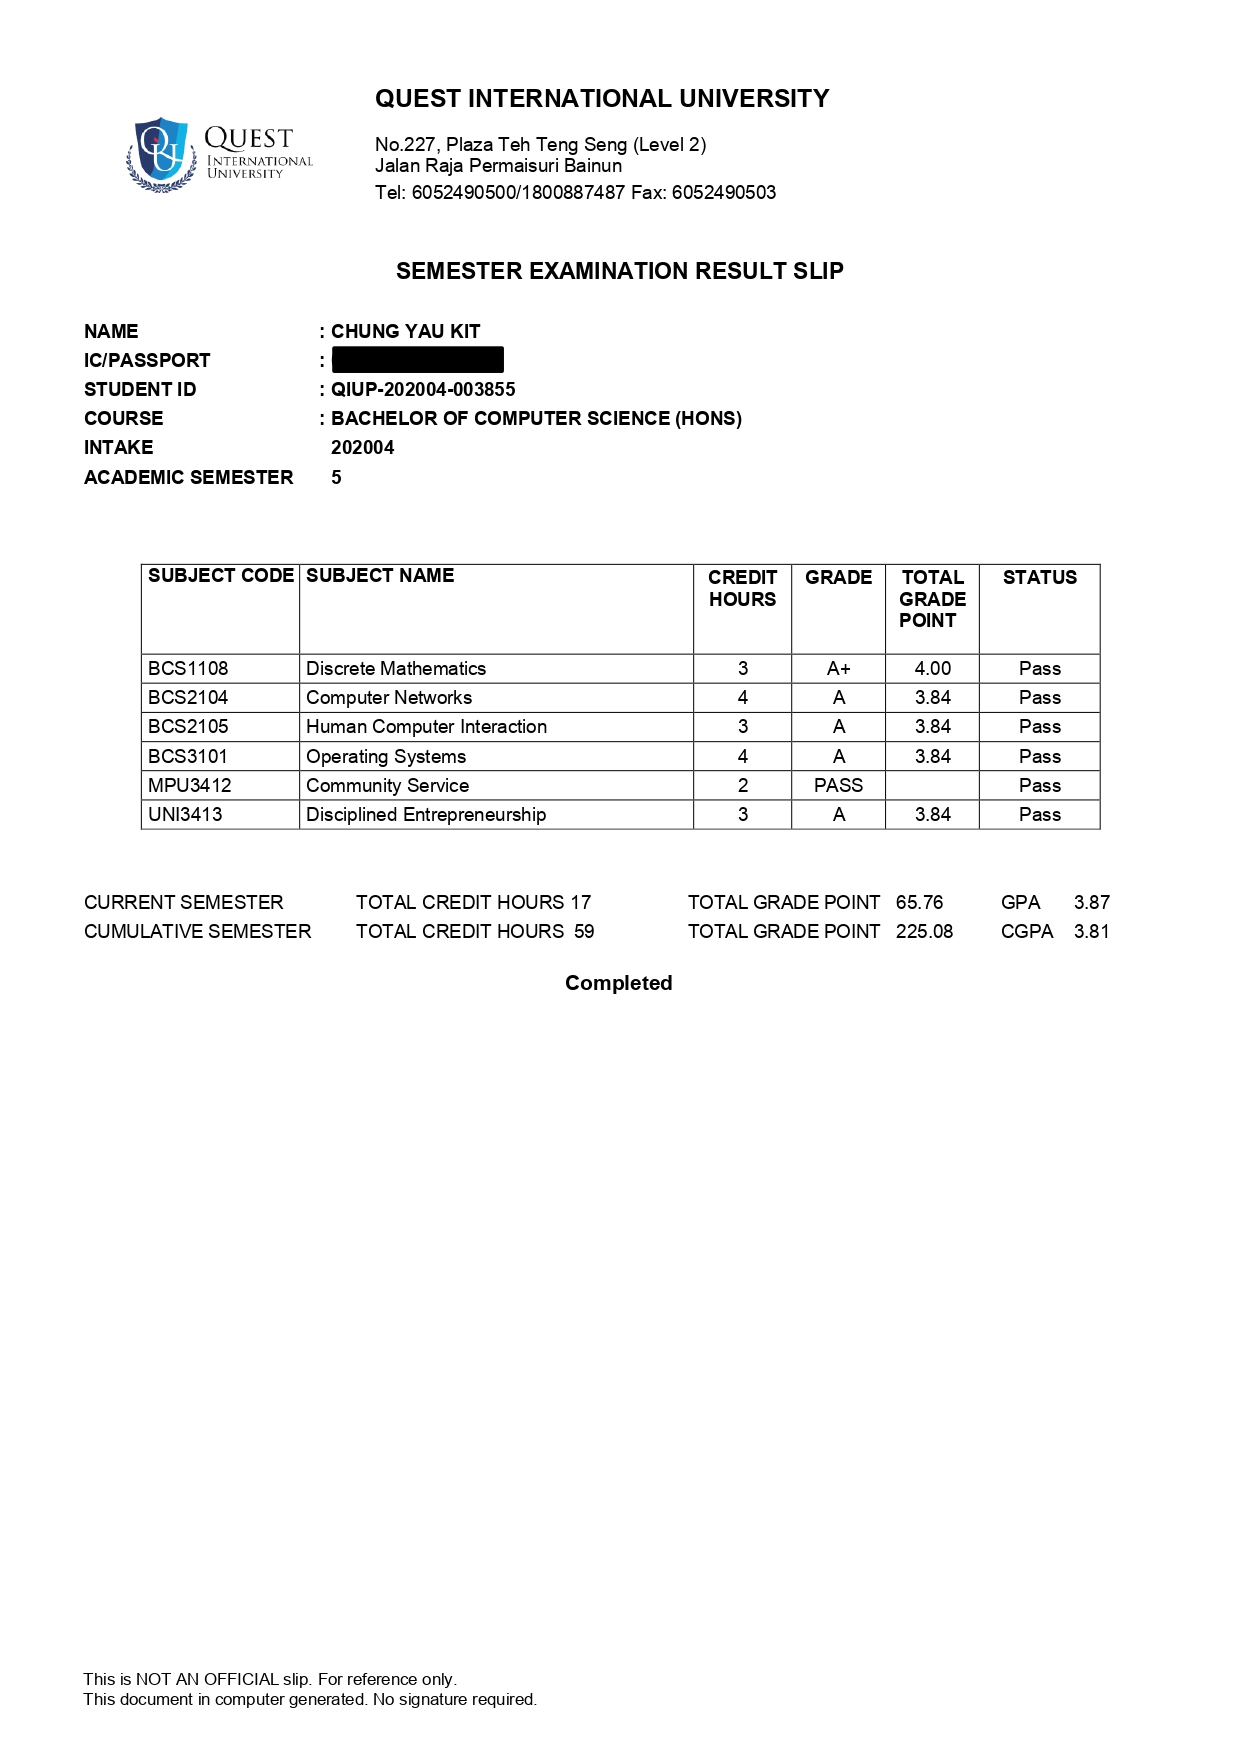 QUEST INTERNATIONAL UNIVERSITY
QUEST
INTERNATIONAL
UNIVERSITY
No.227, Plaza Teh Teng Seng (Level 2)
Jalan Raja Permaisuri Bainun
Tel: 6052490500/1800887487 Fax: 6052490503
SEMESTER EXAMINATION RESULT SLIP
NAME : CHUNG YAU KIT
IC/PASSPORT :
STUDENT ID : QIUP-202004-003855
COURSE : BACHELOR OF COMPUTER SCIENCE (HONS)
INTAKE 202004
ACADEMIC SEMESTER 5
SUBJECT CODE SUBJECT NAME CREDIT HOURS GRADE TOTAL GRADE POINT STATUS
BCS1108 Discrete Mathematics 3 A+ 4.00 Pass
BCS2104 Computer Networks 4 A 3.84 Pass
BCS2105 Human Computer Interaction 3 A 3.84 Pass
BCS3101 Operating Systems 4 A 3.84 Pass
MPU3412 Community Service 2 PASS Pass
UNI3413 Disciplined Entrepreneurship 3 A 3.84 Pass
CURRENT SEMESTER TOTAL CREDIT HOURS 17 TOTAL GRADE POINT 65.76 GPA 3.87
CUMULATIVE SEMESTER TOTAL CREDIT HOURS 59 TOTAL GRADE POINT 225.08 CGPA 3.81
Completed
This is NOT AN OFFICIAL slip. For reference only.
This document in computer generated. No signature required.